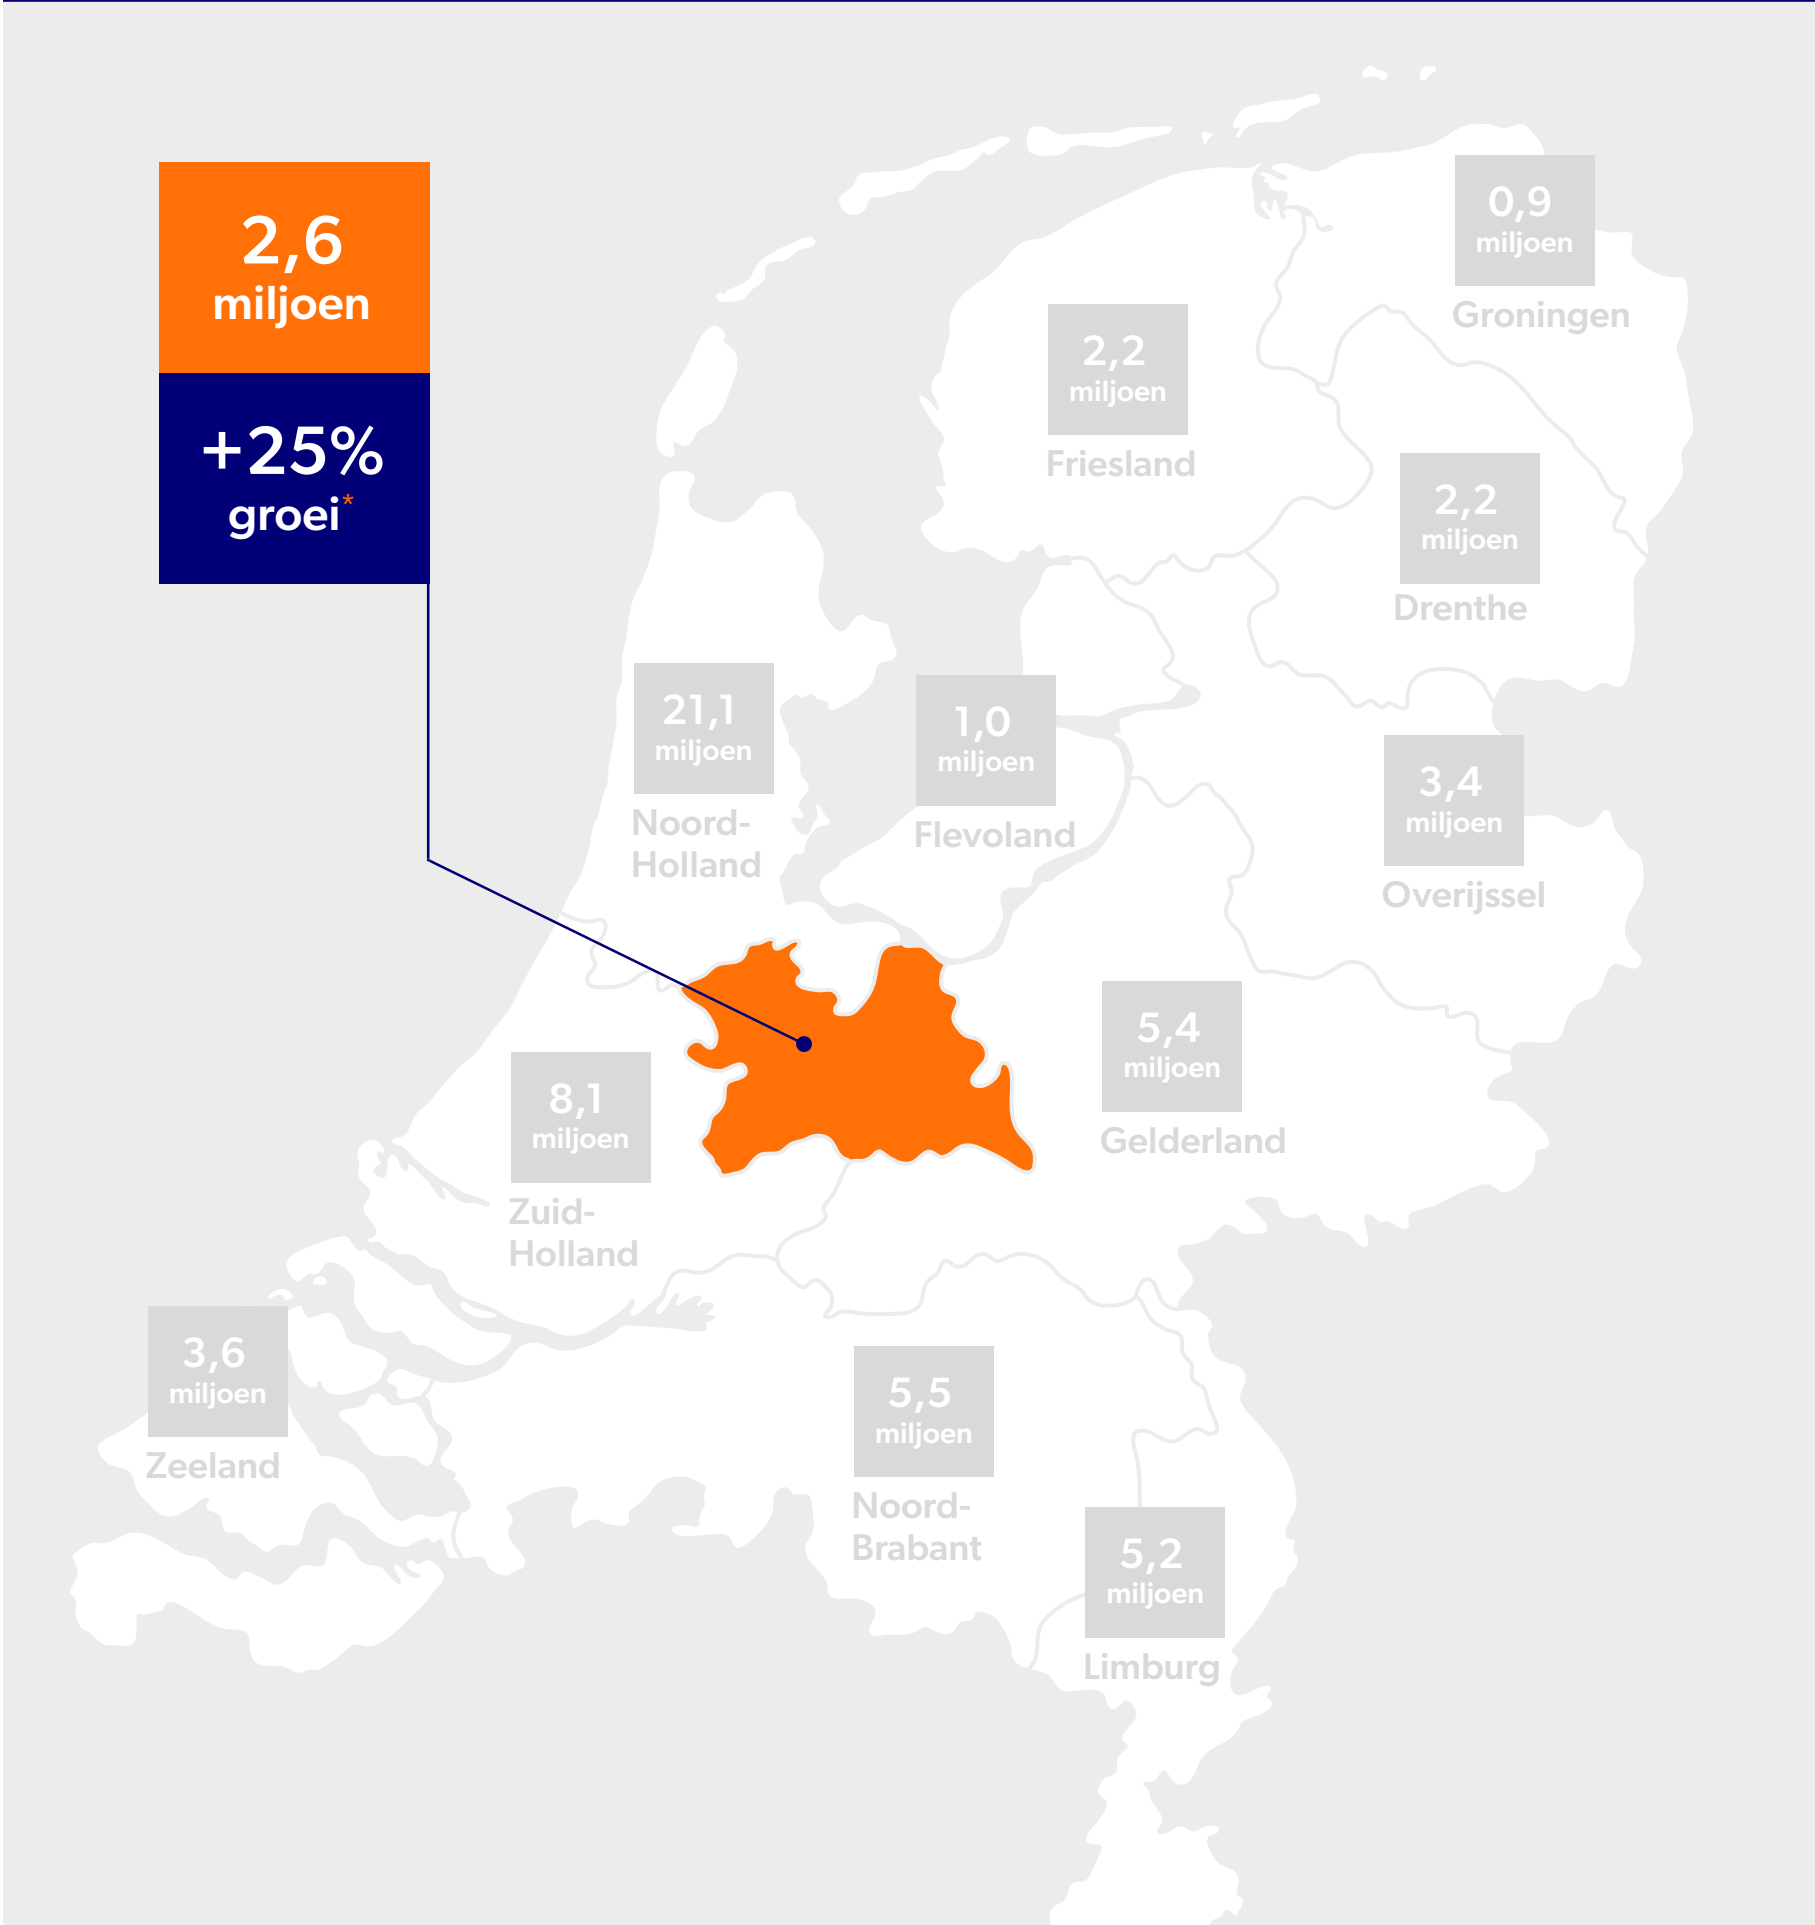 2,6
miljoen
+25%
groei*
0,9
miljoen
Groningen
2,2
miljoen
Friesland
2,2
miljoen
Drenthe
21,1
miljoen
Noord-
Holland
1,0
miljoen
Flevoland
3,4
miljoen
Overijssel
5,4
miljoen
Gelderland
8,1
miljoen
Zuid-
Holland
3,6
miljoen
Zeeland
5,5
miljoen
Noord-
Brabant
5,2
miljoen
Limburg